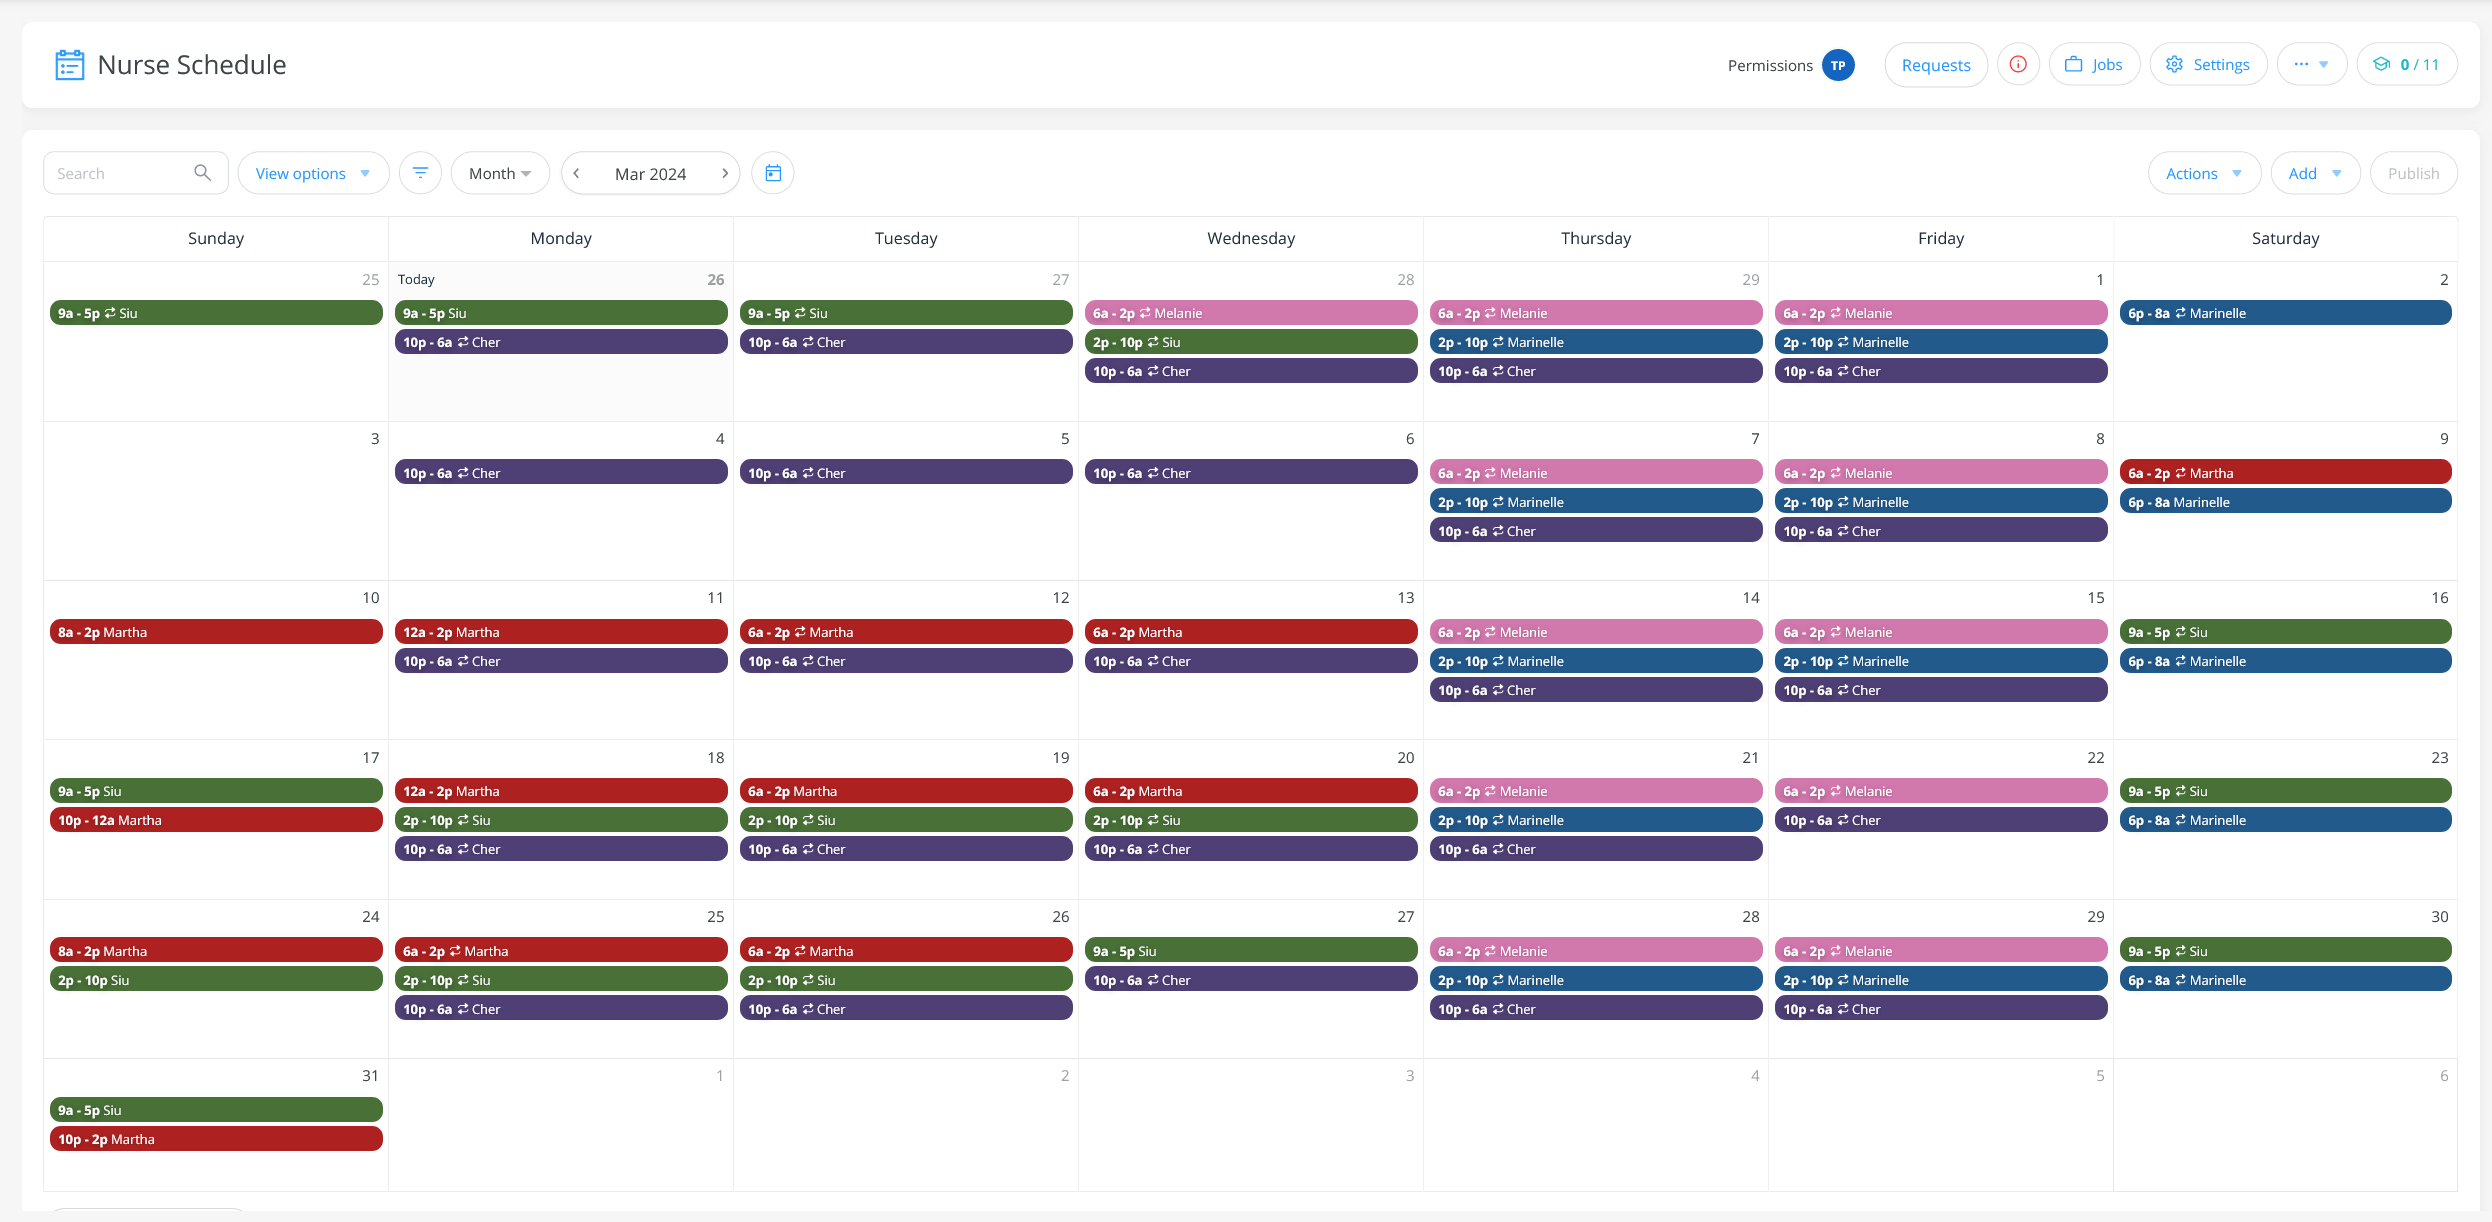 Nurse Schedule
Permissions TP Requests Jobs Settings ... 0 / 11
Search View options Month Mar 2024 Actions Add Publish
Sunday Monday Tuesday Wednesday Thursday Friday Saturday
25 Today 26 27 28 29 1 2
9a - 5p Siu 9a - 5p Siu 9a - 5p Siu 6a - 2p Melanie 6a - 2p Melanie 6a - 2p Melanie 6p - 8a Marinelle
10p - 6a Cher 10p - 6a Cher 2p - 10p Siu 2p - 10p Marinelle 2p - 10p Marinelle
10p - 6a Cher 10p - 6a Cher 10p - 6a Cher
3 4 5 6 7 8 9
10p - 6a Cher 10p - 6a Cher 10p - 6a Cher 6a - 2p Melanie 6a - 2p Melanie 6a - 2p Martha
2p - 10p Marinelle 2p - 10p Marinelle 6p - 8a Marinelle
10p - 6a Cher 10p - 6a Cher
10 11 12 13 14 15 16
8a - 2p Martha 12a - 2p Martha 6a - 2p Martha 6a - 2p Martha 6a - 2p Melanie 6a - 2p Melanie 9a - 5p Siu
10p - 6a Cher 10p - 6a Cher 10p - 6a Cher 2p - 10p Marinelle 2p - 10p Marinelle 6p - 8a Marinelle
10p - 6a Cher 10p - 6a Cher
17 18 19 20 21 22 23
9a - 5p Siu 12a - 2p Martha 6a - 2p Martha 6a - 2p Martha 6a - 2p Melanie 6a - 2p Melanie 9a - 5p Siu
10p - 12a Martha 2p - 10p Siu 2p - 10p Siu 2p - 10p Siu 2p - 10p Marinelle 10p - 6a Cher 6p - 8a Marinelle
10p - 6a Cher 10p - 6a Cher 10p - 6a Cher 10p - 6a Cher
24 25 26 27 28 29 30
8a - 2p Martha 6a - 2p Martha 6a - 2p Martha 9a - 5p Siu 6a - 2p Melanie 6a - 2p Melanie 9a - 5p Siu
2p - 10p Siu 2p - 10p Siu 2p - 10p Siu 10p - 6a Cher 2p - 10p Marinelle 2p - 10p Marinelle 6p - 8a Marinelle
10p - 6a Cher 10p - 6a Cher 10p - 6a Cher 10p - 6a Cher
31 1 2 3 4 5 6
9a - 5p Siu
10p - 2p Martha